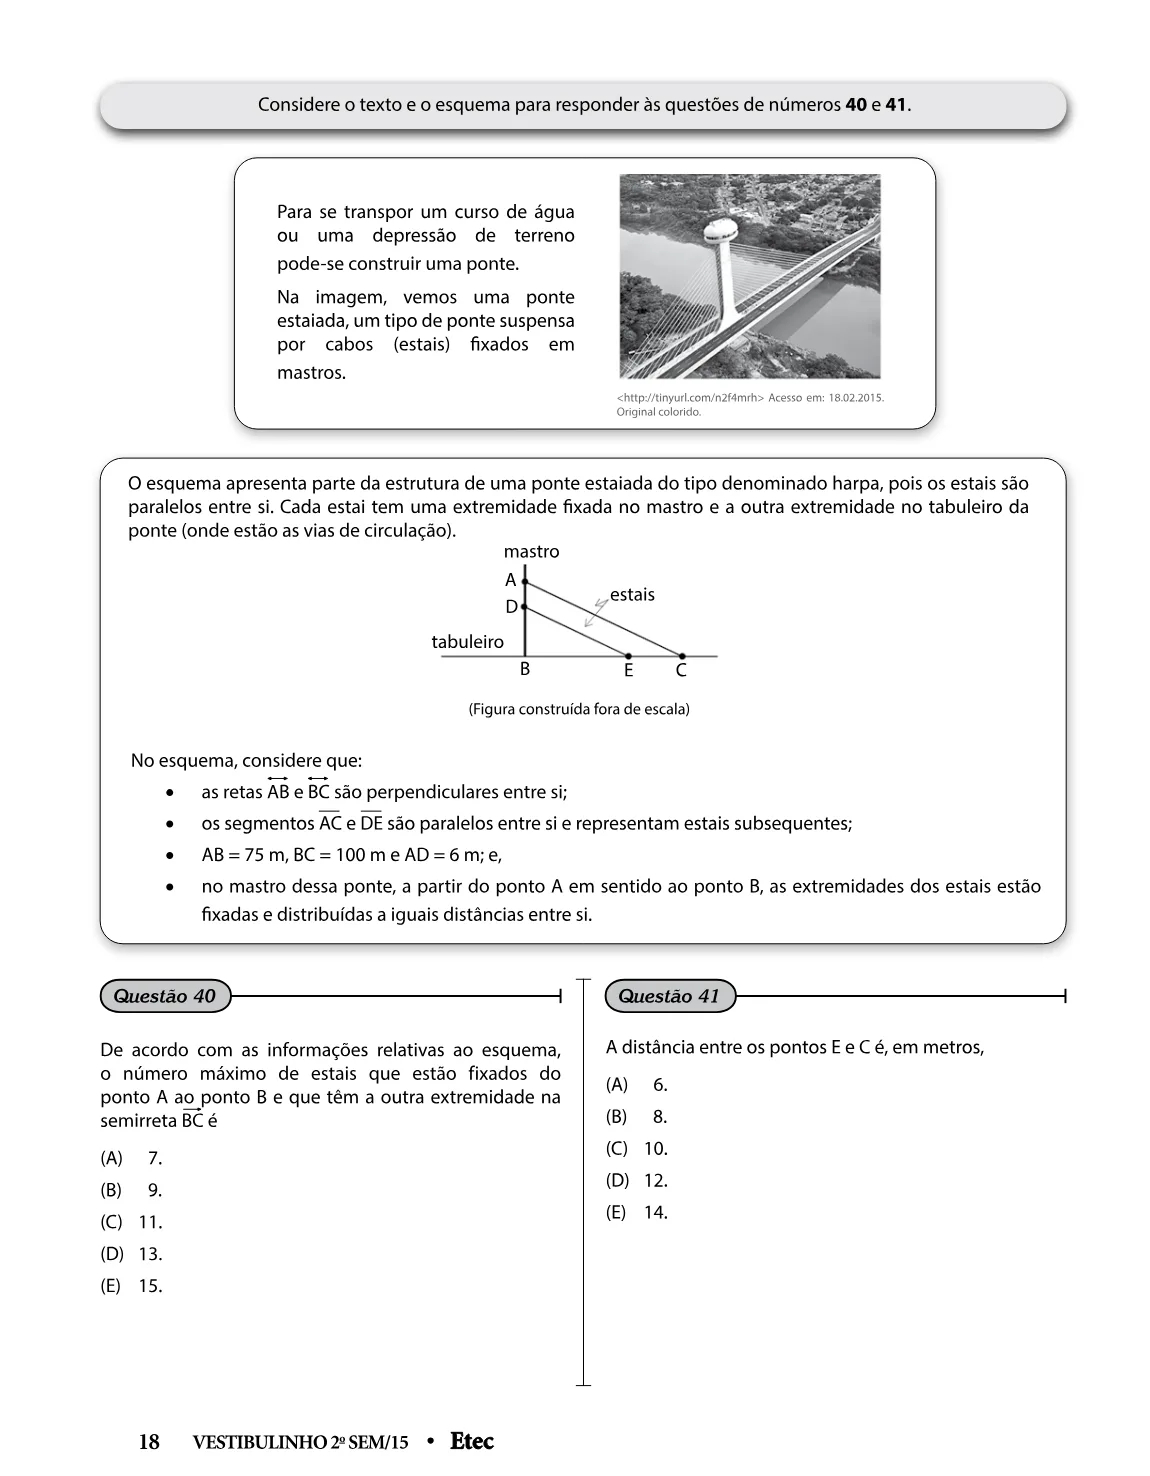 Considere o texto e o esquema para responder às questões de números 40 e 41.
Para se transpor um curso de água
ou uma depressão de terreno
pode-se construir uma ponte.
Na imagem, vemos uma ponte
estaiada, um tipo de ponte suspensa
por cabos (estais) fixados em
mastros.
<http://tinyurl.com/n2f4mrh> Acesso em: 18.02.2015.
Original colorido.
O esquema apresenta parte da estrutura de uma ponte estaiada do tipo denominado harpa, pois os estais são
paralelos entre si. Cada estai tem uma extremidade fixada no mastro e a outra extremidade no tabuleiro da
ponte (onde estão as vias de circulação).
mastro
A
estais
D
tabuleiro
B
E
C
(Figura construída fora de escala)
No esquema, considere que:
• as retas AB e BC são perpendiculares entre si;
• os segmentos AC e DE são paralelos entre si e representam estais subsequentes;
• AB = 75 m, BC = 100 m e AD = 6 m; e,
• no mastro dessa ponte, a partir do ponto A em sentido ao ponto B, as extremidades dos estais estão
fixadas e distribuídas a iguais distâncias entre si.
Questão 40
De acordo com as informações relativas ao esquema,
o número máximo de estais que estão fixados do
ponto A ao ponto B e que têm a outra extremidade na
semirreta BC é
(A) 7.
(B) 9.
(C) 11.
(D) 13.
(E) 15.
Questão 41
A distância entre os pontos E e C é, em metros,
(A) 6.
(B) 8.
(C) 10.
(D) 12.
(E) 14.
18 VESTIBULINHO 2º SEM/15 • Etec